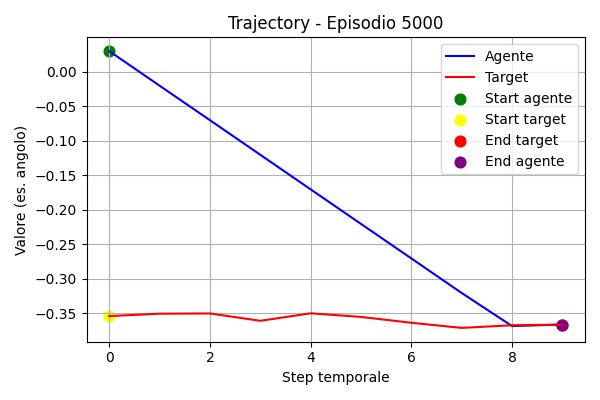 Trajectory - Episodio 5000
Agente
Target
Start agente
Start target
End target
End agente
Valore (es. angolo)
0.00
−0.05
−0.10
−0.15
−0.20
−0.25
−0.30
−0.35
0 2 4 6 8
Step temporale